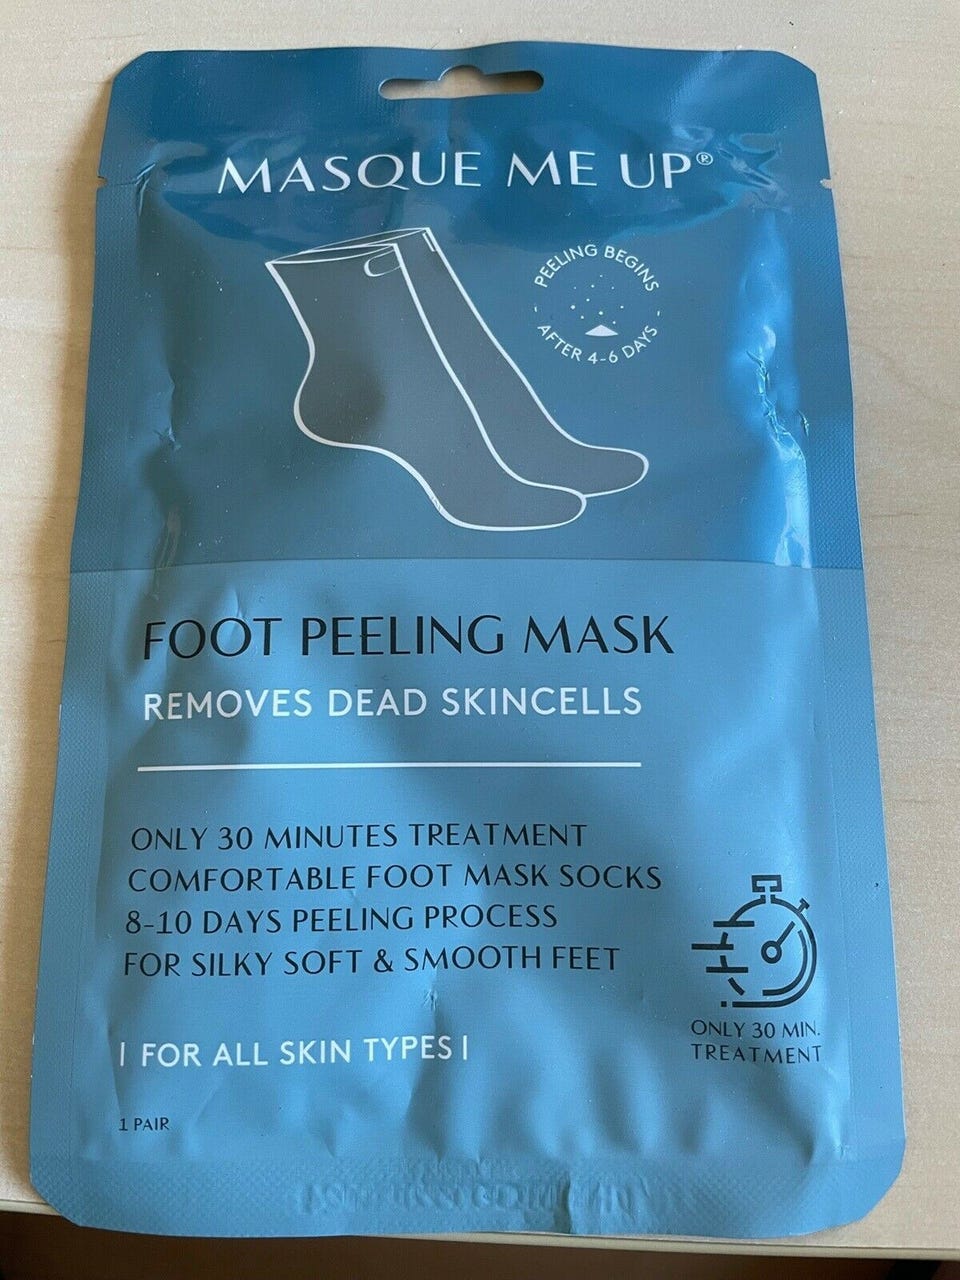 MASQUE ME UP®
PEELING BEGINS
AFTER 4-6 DAYS
FOOT PEELING MASK
REMOVES DEAD SKINCELLS
ONLY 30 MINUTES TREATMENT
COMFORTABLE FOOT MASK SOCKS
8-10 DAYS PEELING PROCESS
FOR SILKY SOFT & SMOOTH FEET
ONLY 30 MIN.
TREATMENT
| FOR ALL SKIN TYPES |
1 PAIR